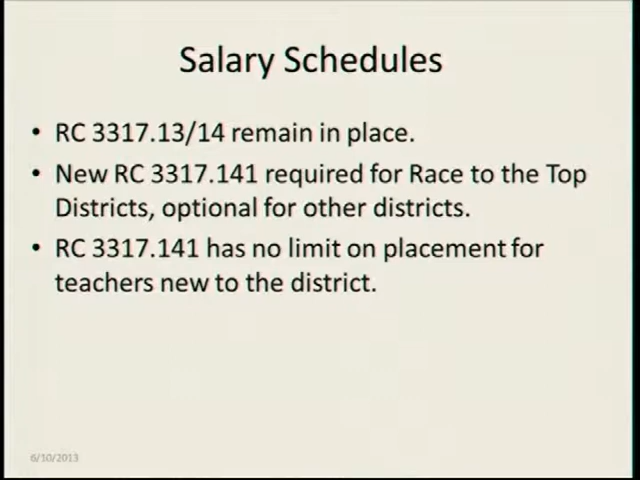 Salary Schedules
• RC 3317.13/14 remain in place.
• New RC 3317.141 required for Race to the Top
Districts, optional for other districts.
• RC 3317.141 has no limit on placement for
teachers new to the district.
6/10/2013